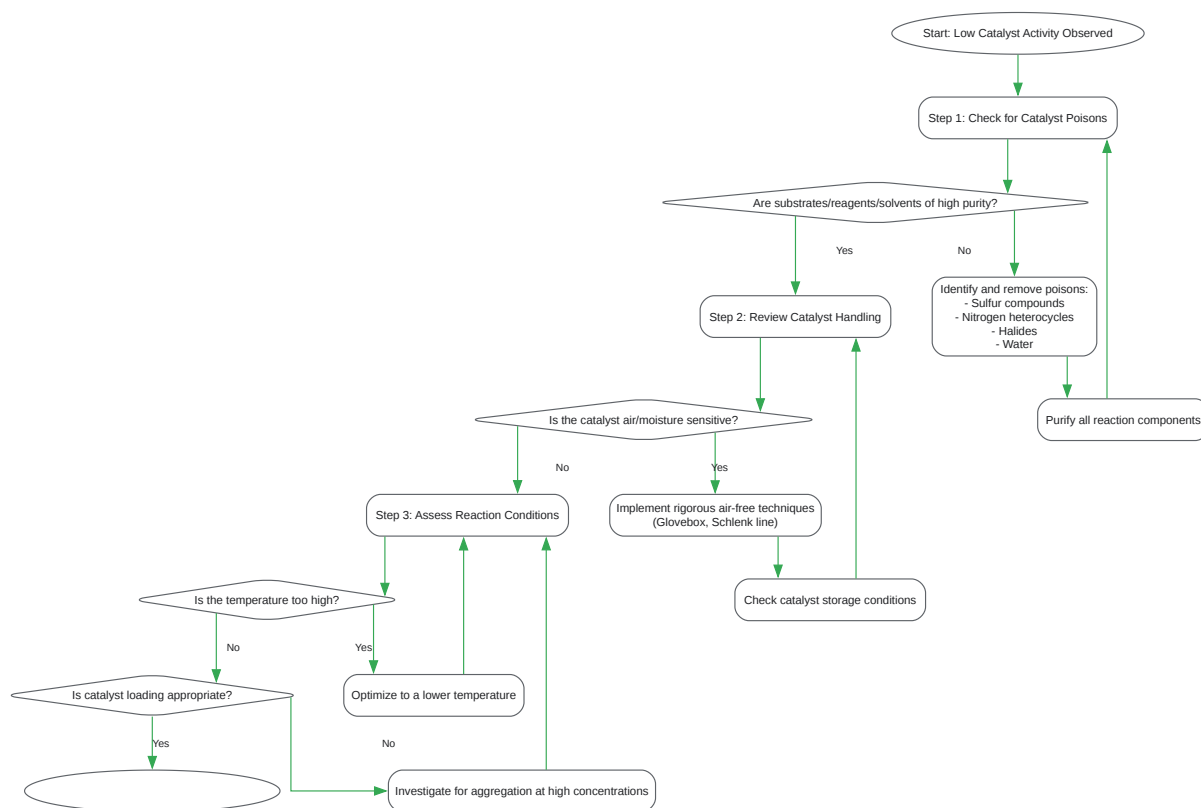 Start: Low Catalyst Activity Observed
Step 1: Check for Catalyst Poisons
Are substrates/reagents/solvents of high purity?
Yes
No
Identify and remove poisons:
- Sulfur compounds
- Nitrogen heterocycles
- Halides
- Water
Step 2: Review Catalyst Handling
Purify all reaction components
Is the catalyst air/moisture sensitive?
No
Yes
Step 3: Assess Reaction Conditions
Implement rigorous air-free techniques
(Glovebox, Schlenk line)
Check catalyst storage conditions
Is the temperature too high?
No
Yes
Is catalyst loading appropriate?
Optimize to a lower temperature
Yes
No
Investigate for aggregation at high concentrations